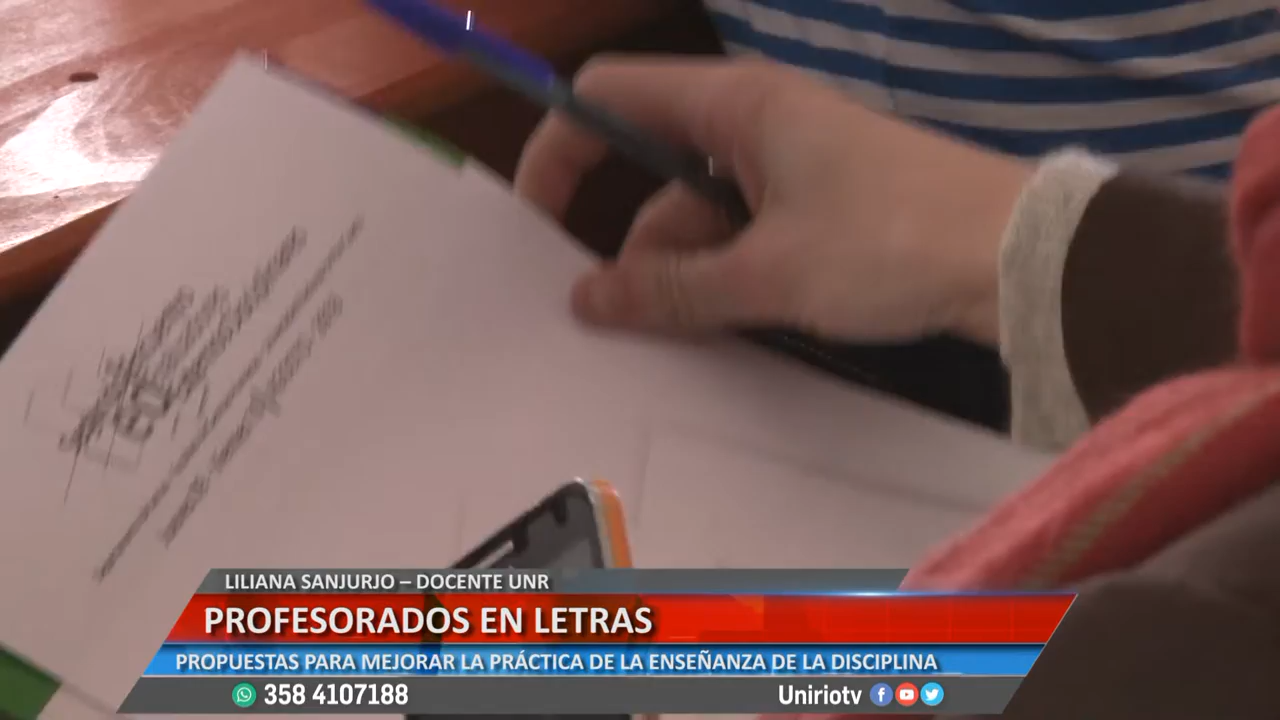 LILIANA SANJURJO – DOCENTE UNR
PROFESORADOS EN LETRAS
PROPUESTAS PARA MEJORAR LA PRÁCTICA DE LA ENSEÑANZA DE LA DISCIPLINA
358 4107188
Uniriotv